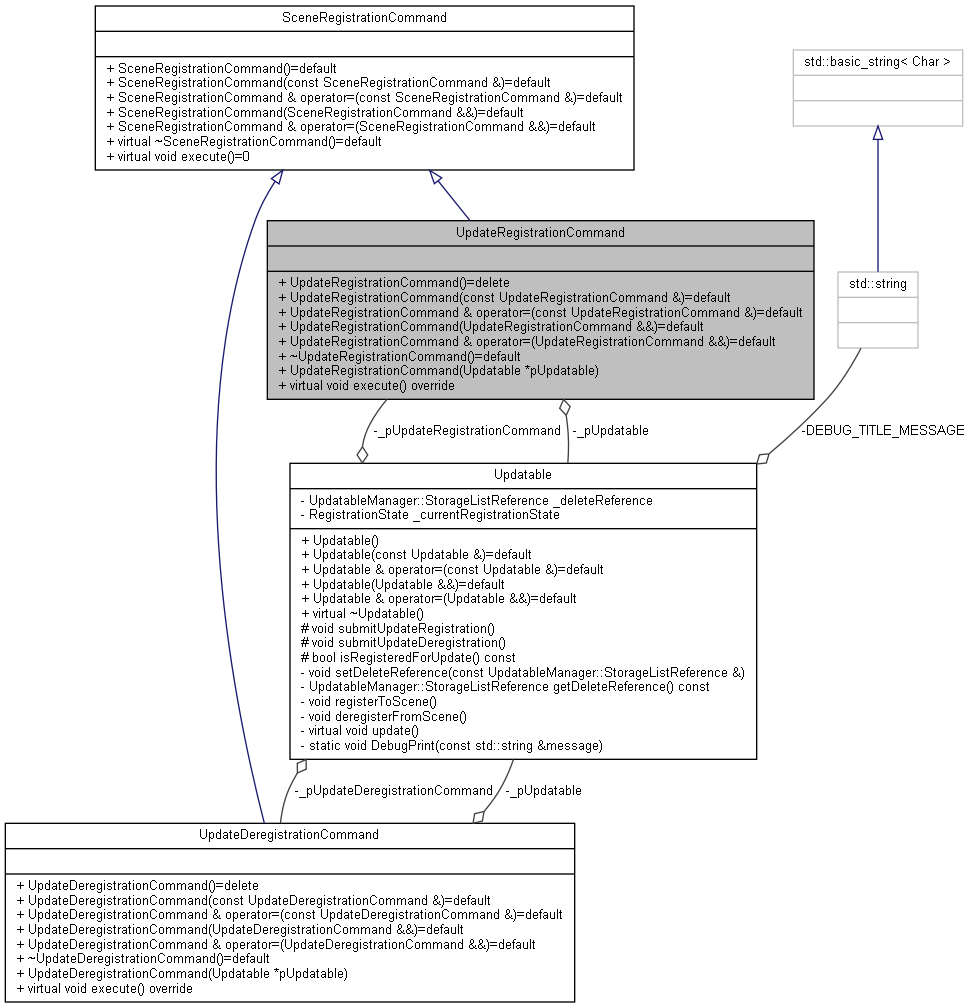 SceneRegistrationCommand
+ SceneRegistrationCommand()=default
+ SceneRegistrationCommand(const SceneRegistrationCommand &)=default
+ SceneRegistrationCommand & operator=(const SceneRegistrationCommand &)=default
+ SceneRegistrationCommand(SceneRegistrationCommand &&)=default
+ SceneRegistrationCommand & operator=(SceneRegistrationCommand &&)=default
+ virtual ~SceneRegistrationCommand()=default
+ virtual void execute()=0
std::basic_string< Char >
UpdateRegistrationCommand
+ UpdateRegistrationCommand()=delete
+ UpdateRegistrationCommand(const UpdateRegistrationCommand &)=default
+ UpdateRegistrationCommand & operator=(const UpdateRegistrationCommand &)=default
+ UpdateRegistrationCommand(UpdateRegistrationCommand &&)=default
+ UpdateRegistrationCommand & operator=(UpdateRegistrationCommand &&)=default
+ ~UpdateRegistrationCommand()=default
+ UpdateRegistrationCommand(Updatable *pUpdatable)
+ virtual void execute() override
std::string
-_pUpdateRegistrationCommand
-_pUpdatable
-DEBUG_TITLE_MESSAGE
Updatable
- UpdatableManager::StorageListReference _deleteReference
- RegistrationState _currentRegistrationState
+ Updatable()
+ Updatable(const Updatable &)=default
+ Updatable & operator=(const Updatable &)=default
+ Updatable(Updatable &&)=default
+ Updatable & operator=(Updatable &&)=default
+ virtual ~Updatable()
# void submitUpdateRegistration()
# void submitUpdateDeregistration()
# bool isRegisteredForUpdate() const
- void setDeleteReference(const UpdatableManager::StorageListReference &)
- UpdatableManager::StorageListReference getDeleteReference() const
- void registerToScene()
- void deregisterFromScene()
- virtual void update()
- static void DebugPrint(const std::string &message)
-_pUpdateDeregistrationCommand
-_pUpdatable
UpdateDeregistrationCommand
+ UpdateDeregistrationCommand()=delete
+ UpdateDeregistrationCommand(const UpdateDeregistrationCommand &)=default
+ UpdateDeregistrationCommand & operator=(const UpdateDeregistrationCommand &)=default
+ UpdateDeregistrationCommand(UpdateDeregistrationCommand &&)=default
+ UpdateDeregistrationCommand & operator=(UpdateDeregistrationCommand &&)=default
+ ~UpdateDeregistrationCommand()=default
+ UpdateDeregistrationCommand(Updatable *pUpdatable)
+ virtual void execute() override